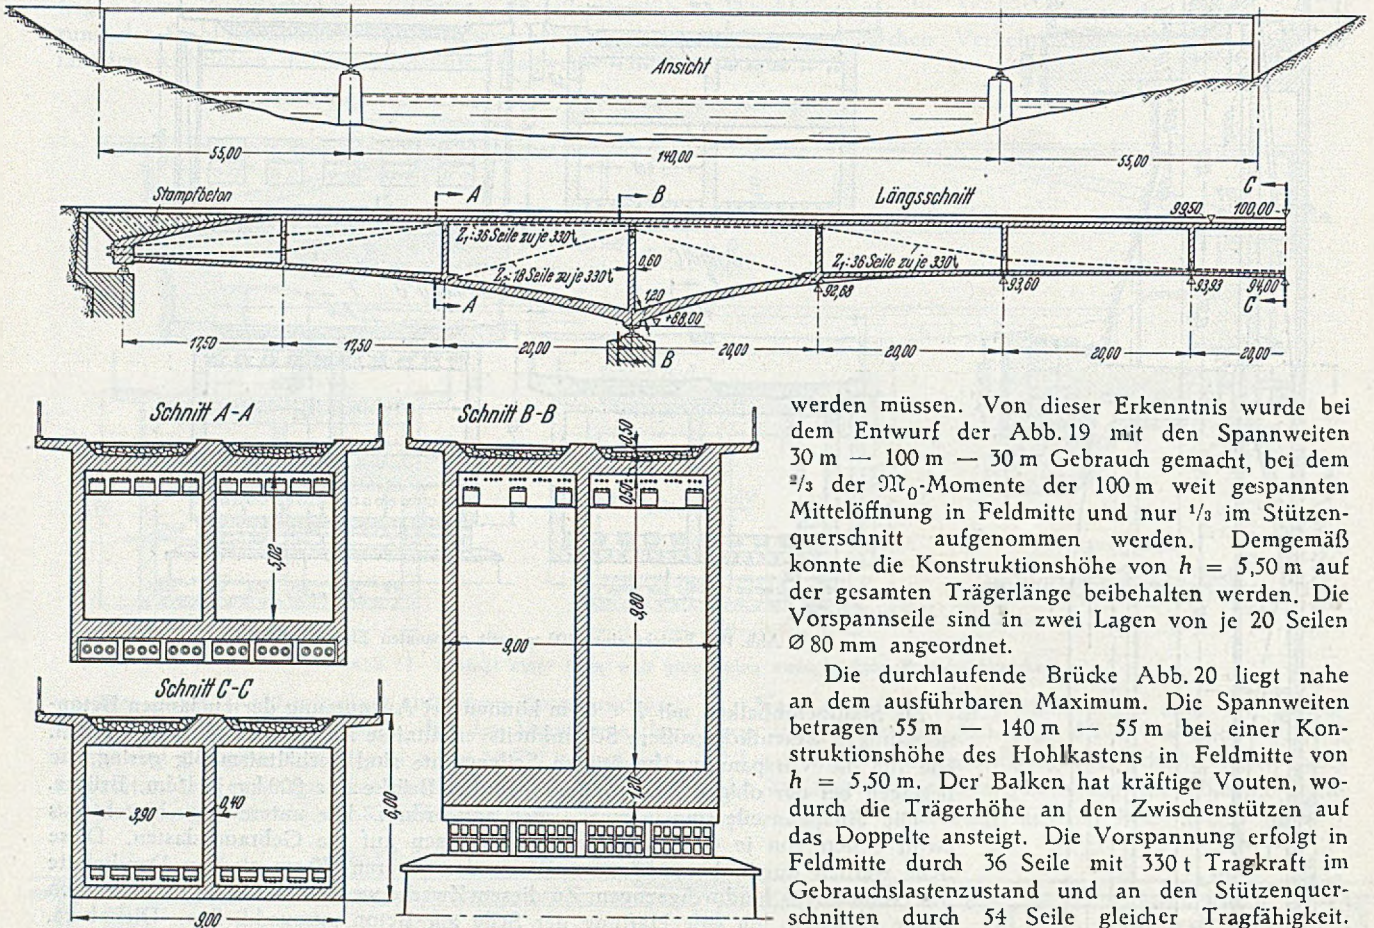 Ansicht
55,00
140,00
55,00
Stampfbeton
A
B
Längsschnitt
C
99,50
100,00
Z₁: 36 Seile zu je 330 t
0,60
Z₁: 36 Seile zu je 330 t
Z₂: 18 Seile zu je 330 t
1,20
92,68
93,60
93,93
94,00
A
C
+88,00
17,50
17,50
20,00
20,00
20,00
20,00
20,00
B
Schnitt A-A
5,02
Schnitt B-B
0,50
0,50
9,80
9,00
1,20
Schnitt C-C
3,90
0,40
6,00
9,00
werden müssen. Von dieser Erkenntnis wurde bei
dem Entwurf der Abb. 19 mit den Spannweiten
30 m — 100 m — 30 m Gebrauch gemacht, bei dem
²/₃ der 𝔐₀-Momente der 100 m weit gespannten
Mittelöffnung in Feldmitte und nur ¹/₃ im Stützen-
querschnitt aufgenommen werden. Demgemäß
konnte die Konstruktionshöhe von h = 5,50 m auf
der gesamten Trägerlänge beibehalten werden. Die
Vorspannseile sind in zwei Lagen von je 20 Seilen
Ø 80 mm angeordnet.
Die durchlaufende Brücke Abb. 20 liegt nahe
an dem ausführbaren Maximum. Die Spannweiten
betragen 55 m — 140 m — 55 m bei einer Kon-
struktionshöhe des Hohlkastens in Feldmitte von
h = 5,50 m. Der Balken hat kräftige Vouten, wo-
durch die Trägerhöhe an den Zwischenstützen auf
das Doppelte ansteigt. Die Vorspannung erfolgt in
Feldmitte durch 36 Seile mit 330 t Tragkraft im
Gebrauchslastenzustand und an den Stützenquer-
schnitten durch 54 Seile gleicher Tragfähigkeit.